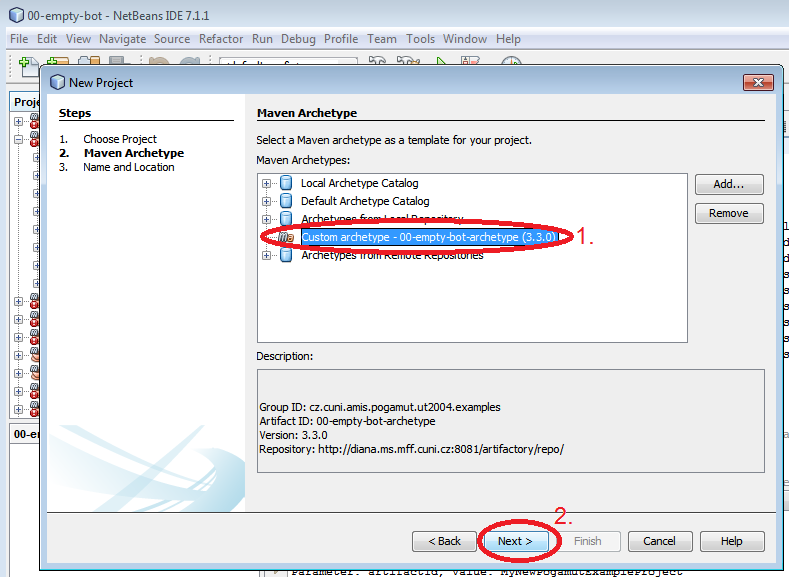 00-empty-bot - NetBeans IDE 7.1.1
File Edit View Navigate Source Refactor Run Debug Profile Team Tools Window Help
New Project
Proje
Steps
1. Choose Project
2. Maven Archetype
3. Name and Location
Maven Archetype
Select a Maven archetype as a template for your project.
Maven Archetypes:
Local Archetype Catalog
Default Archetype Catalog
Archetypes from Local Repository
Custom archetype - 00-empty-bot-archetype (3.3.0)
1.
Archetypes from Remote Repositories
Add...
Remove
Description:
Group ID: cz.cuni.amis.pogamut.ut2004.examples
Artifact ID: 00-empty-bot-archetype
Version: 3.3.0
Repository: http://diana.ms.mff.cuni.cz:8081/artifactory/repo/
00-en
2.
< Back
Next >
Finish
Cancel
Help
Parameter: artifactId, Value: MyNewPogamutExampleProject